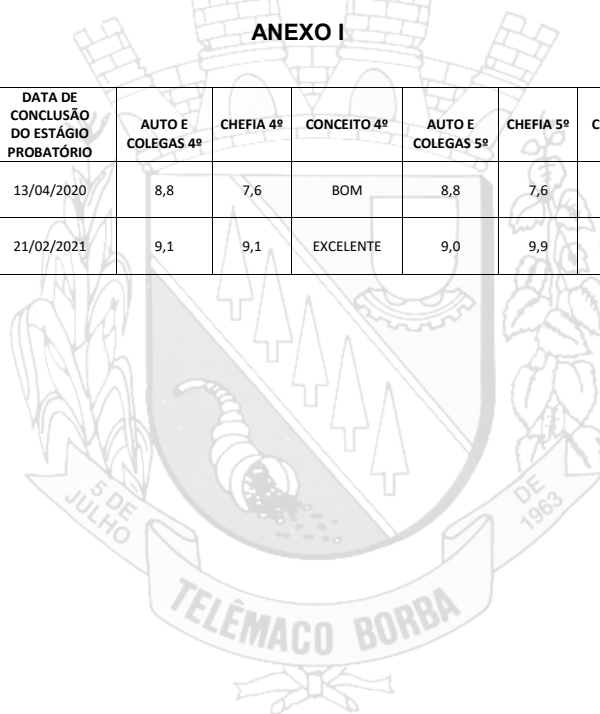 ANEXO I
DATA DE CONCLUSÃO DO ESTÁGIO PROBATÓRIO AUTO E COLEGAS 4º CHEFIA 4º CONCEITO 4º AUTO E COLEGAS 5º CHEFIA 5º C
13/04/2020 8,8 7,6 BOM 8,8 7,6
21/02/2021 9,1 9,1 EXCELENTE 9,0 9,9
5 DE JULHO
DE 1963
TELÊMACO BORBA